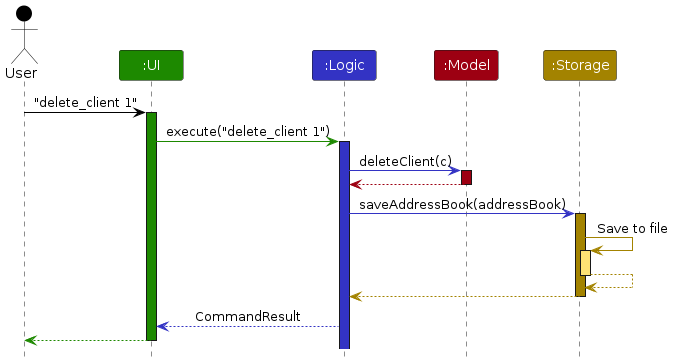 User
:UI
:Logic
:Model
:Storage
"delete_client 1"
execute("delete_client 1")
deleteClient(c)
saveAddressBook(addressBook)
Save to file
CommandResult